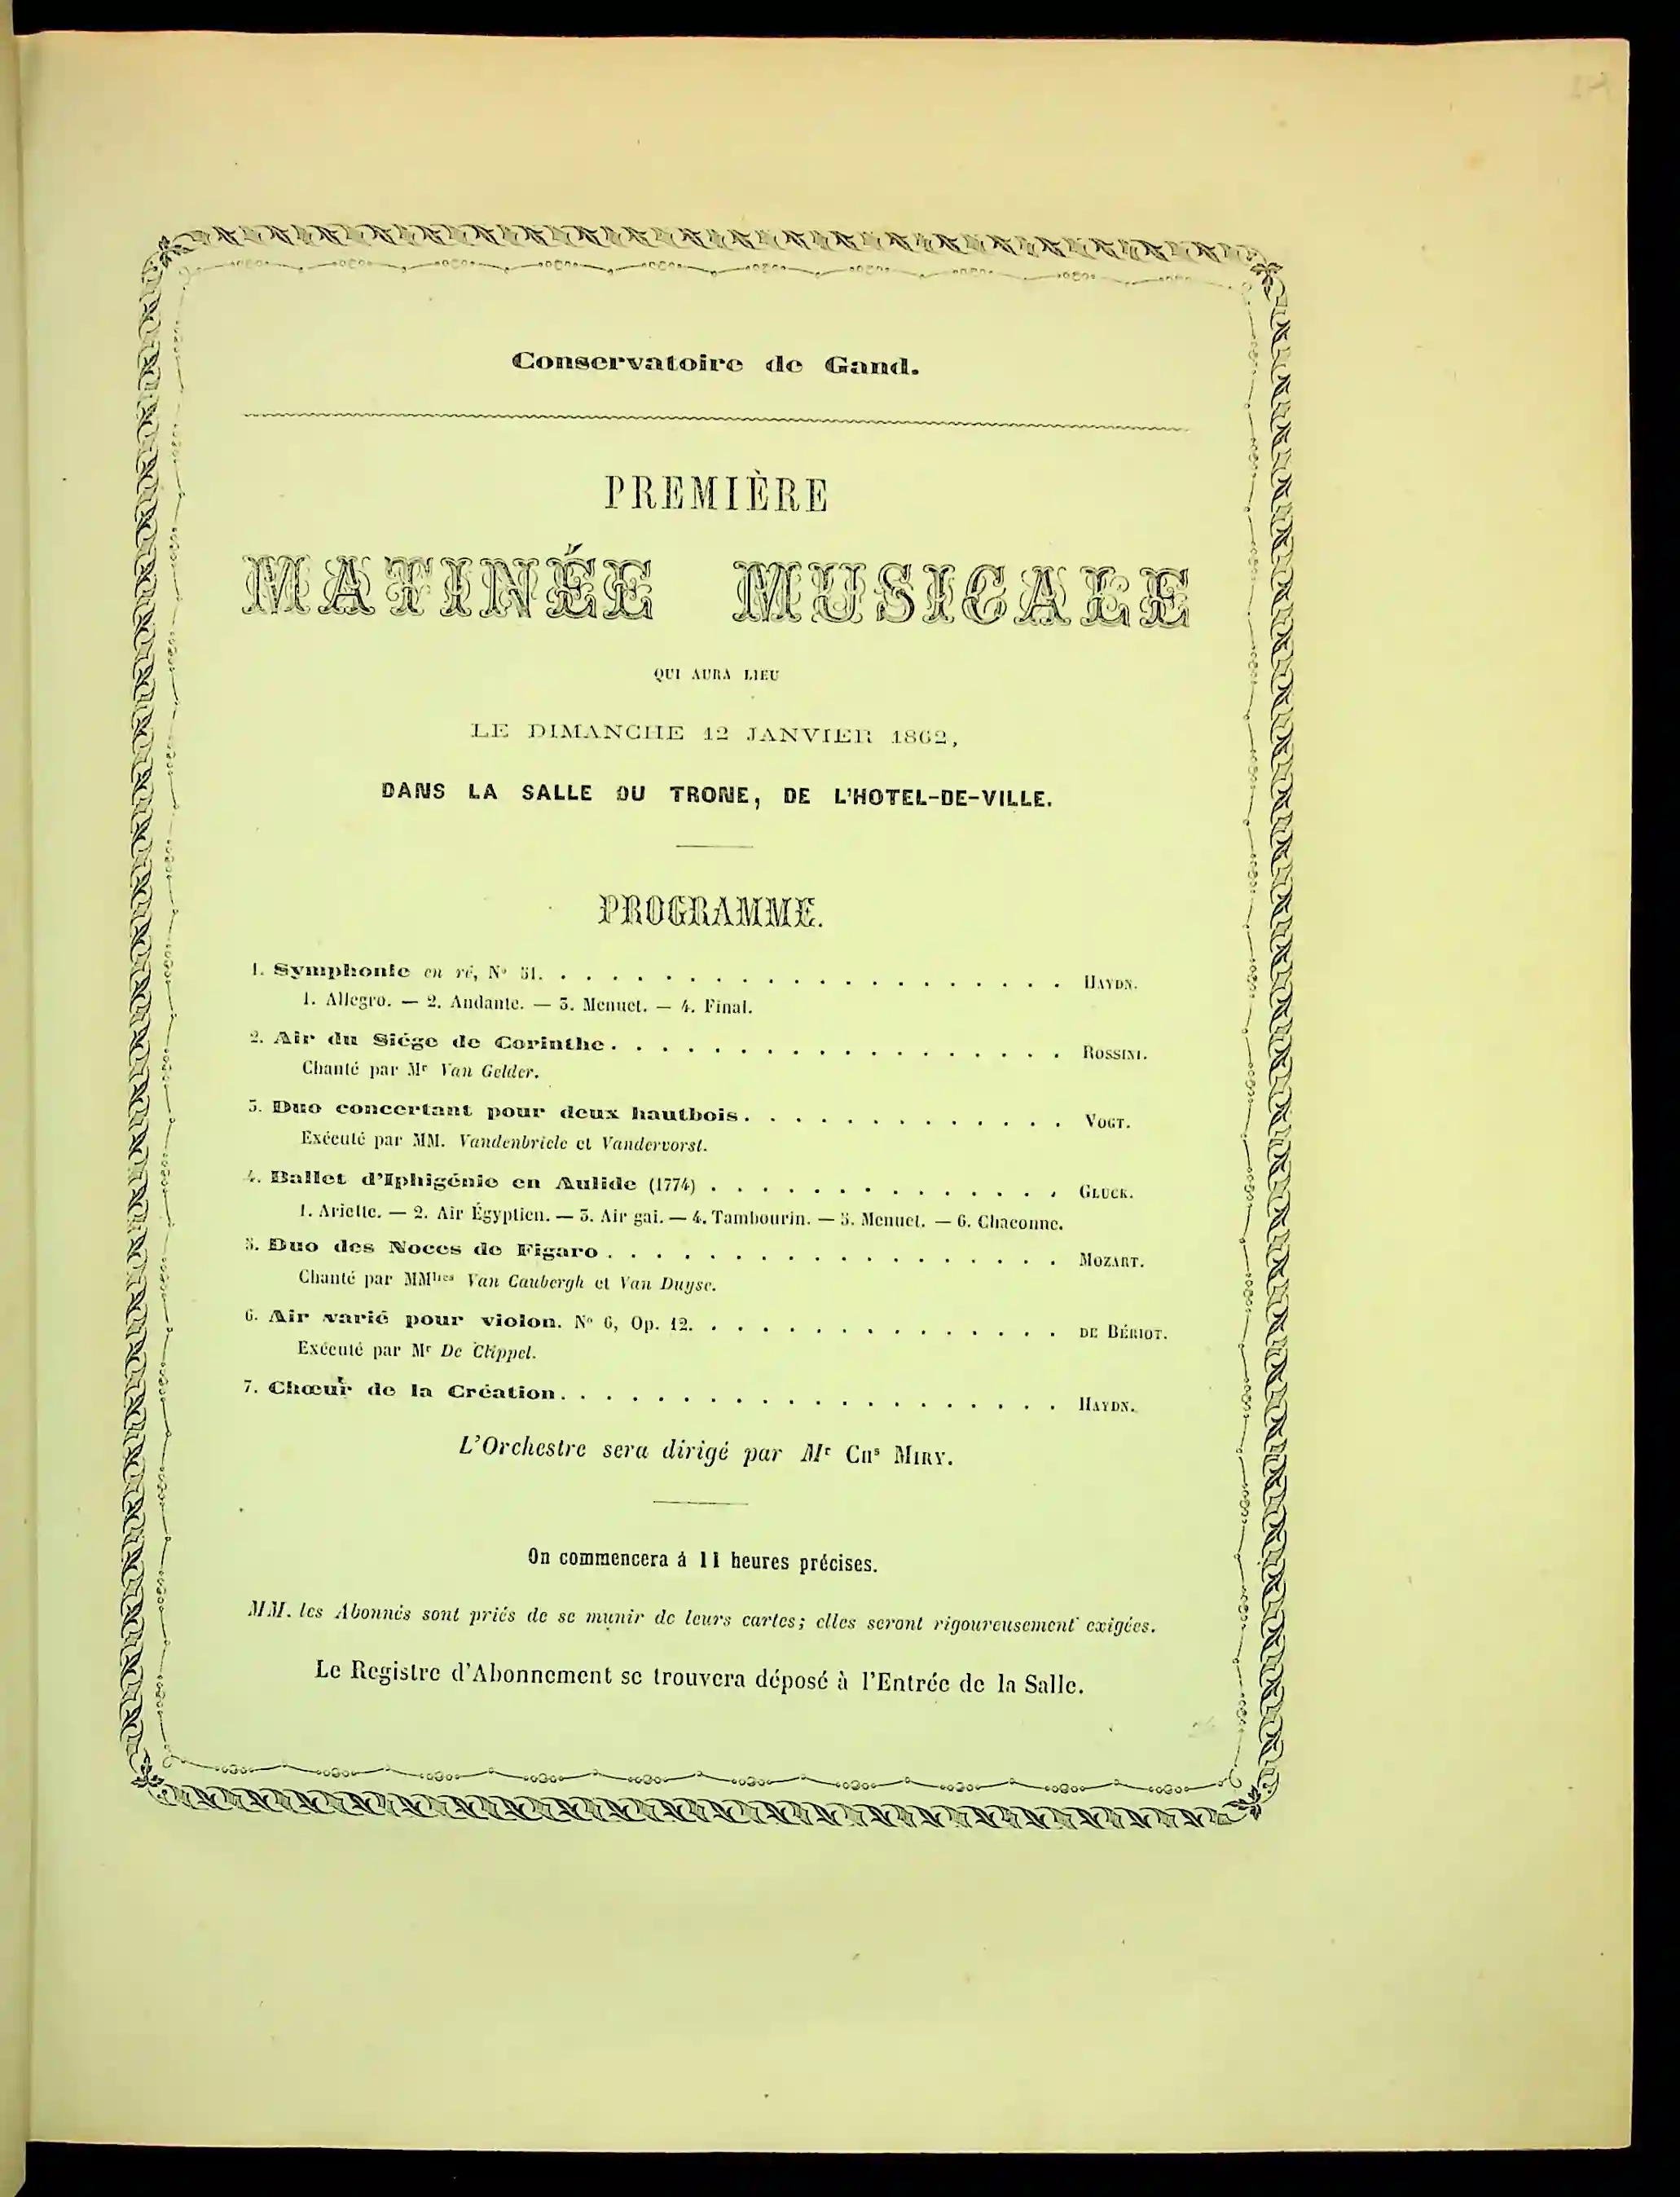 Conservatoire de Gand.
PREMIÈRE
MATINÉE MUSICALE
QUI AURA LIEU
LE DIMANCHE 12 JANVIER 1862,
DANS LA SALLE DU TRONE, DE L'HOTEL-DE-VILLE.
PROGRAMME.
1. Symphonie en ré, No 51. . . . . . . . . . . . . . . . . . . . . HAYDN.
1. Allegro. — 2. Andante. — 3. Menuet. — 4. Final.
2. Air du Siége de Corinthe. . . . . . . . . . . . . . . . . . ROSSINI.
Chanté par Mr Van Gelder.
3. Duo concertant pour deux hautbois. . . . . . . . . . . . . VOGT.
Exécuté par MM. Vandenbriele et Vandervorst.
4. Ballet d'Iphigénie en Aulide (1774) . . . . . . . . . . . . . . GLUCK.
1. Ariette. — 2. Air Égyptien. — 3. Air gai. — 4. Tambourin. — 5. Menuet. — 6. Chaconne.
5. Duo des Noces de Figaro . . . . . . . . . . . . . . . . . . MOZART.
Chanté par MMlles Van Caubergh et Van Duyse.
6. Air varié pour violon. No 6, Op. 12. . . . . . . . . . . . . . . DE BÉRIOT.
Exécuté par Mr De Clippel.
7. Chœur de la Création. . . . . . . . . . . . . . . . . . . . HAYDN.
L'Orchestre sera dirigé par Mr CHs MIRY.
On commencera à 11 heures précises.
MM. les Abonnés sont priés de se munir de leurs cartes; elles seront rigoureusement exigées.
Le Registre d'Abonnement se trouvera déposé à l'Entrée de la Salle.